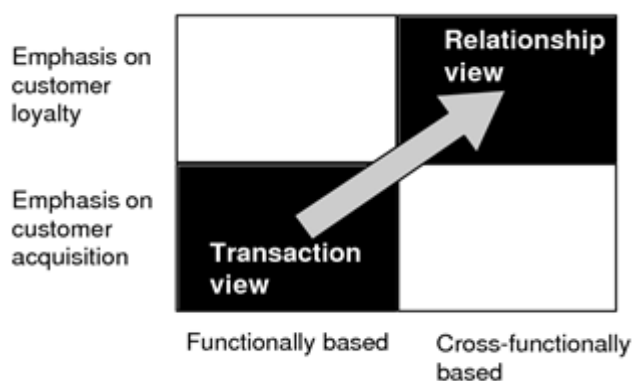 Emphasis on
customer
loyalty
Relationship
view
Emphasis on
customer
acquisition
Transaction
view
Functionally based
Cross-functionally
based